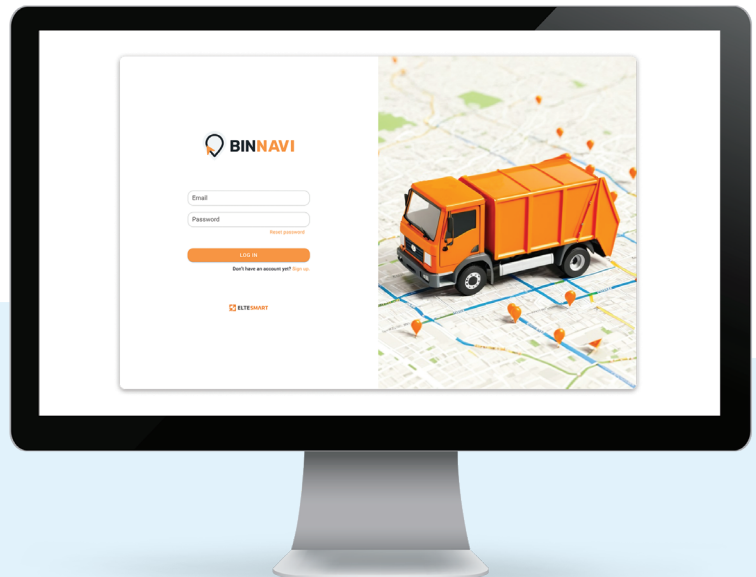 BINNAVI
Email
Password
Reset password
LOG IN
Don't have an account yet? Sign up.
ELTESMART